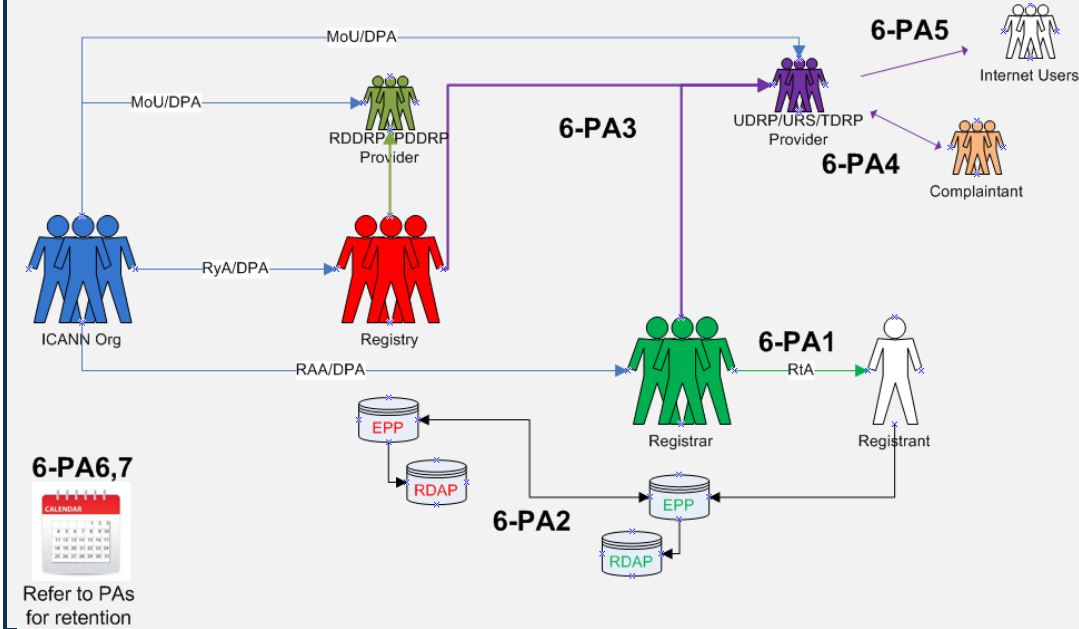 MoU/DPA
6-PA5
Internet Users
MoU/DPA
RDDRP/PDDRP
Provider
6-PA3
UDRP/URS/TDRP
Provider
6-PA4
Complaintant
RyA/DPA
ICANN Org
Registry
6-PA1
RAA/DPA
RtA
Registrar
Registrant
EPP
RDAP
6-PA2
EPP
RDAP
6-PA6,7
CALENDAR
Refer to PAs
for retention